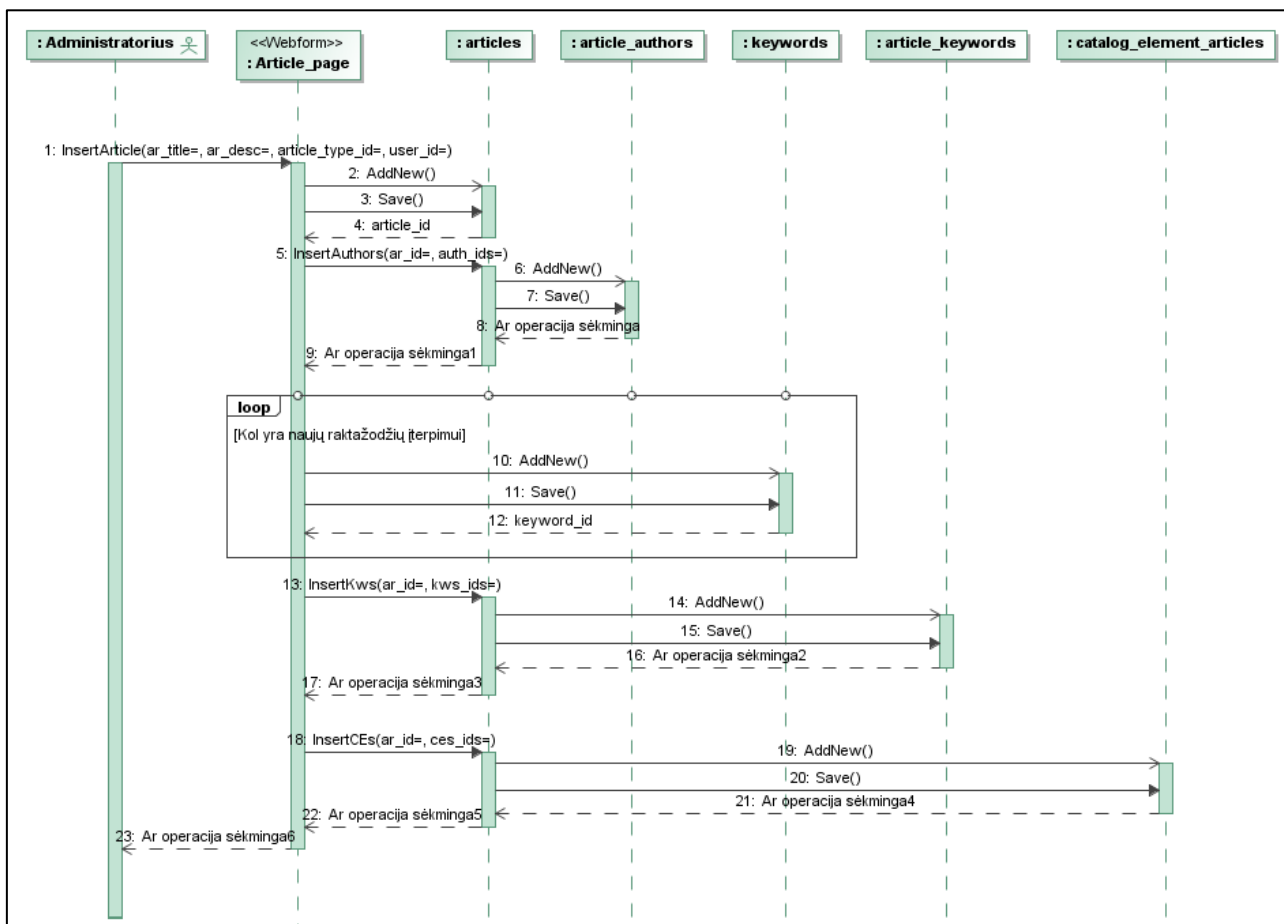 : Administratorius
<<Webform>>
: Article_page
: articles
: article_authors
: keywords
: article_keywords
: catalog_element_articles
1: InsertArticle(ar_title=, ar_desc=, article_type_id=, user_id=)
2: AddNew()
3: Save()
4: article_id
5: InsertAuthors(ar_id=, auth_ids=)
6: AddNew()
7: Save()
8: Ar operacija sėkminga
9: Ar operacija sėkminga1
loop
[Kol yra naujų raktažodžių įterpimui]
10: AddNew()
11: Save()
12: keyword_id
13: InsertKws(ar_id=, kws_ids=)
14: AddNew()
15: Save()
16: Ar operacija sėkminga2
17: Ar operacija sėkminga3
18: InsertCEs(ar_id=, ces_ids=)
19: AddNew()
20: Save()
21: Ar operacija sėkminga4
22: Ar operacija sėkminga5
23: Ar operacija sėkminga6